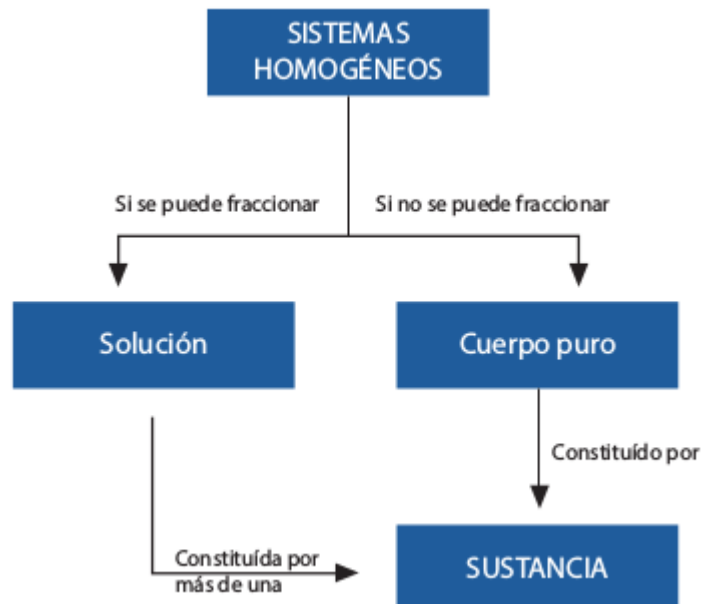 SISTEMAS
HOMOGÉNEOS
Si se puede fraccionar
Si no se puede fraccionar
Solución
Cuerpo puro
Constituído por
Constituída por
más de una
SUSTANCIA